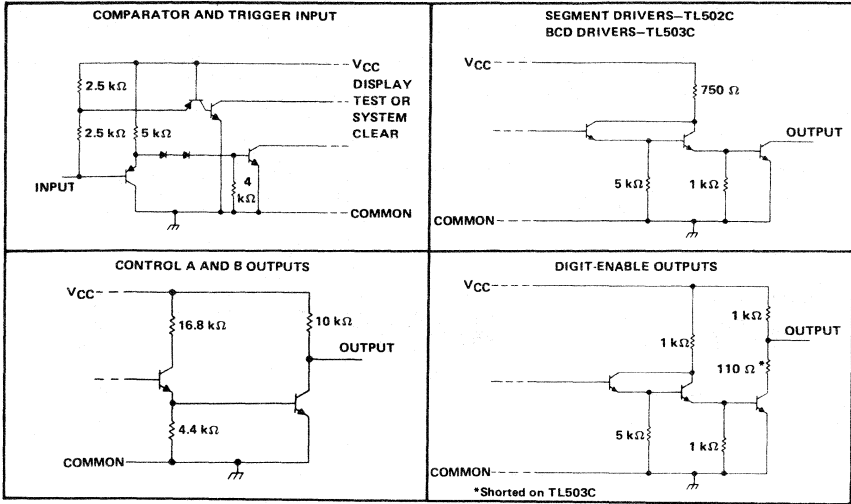 COMPARATOR AND TRIGGER INPUT
VCC
2.5 kΩ
DISPLAY
TEST OR
SYSTEM
CLEAR
2.5 kΩ
5 kΩ
INPUT
4
kΩ
COMMON
SEGMENT DRIVERS–TL502C
BCD DRIVERS–TL503C
VCC
750 Ω
OUTPUT
5 kΩ
1 kΩ
COMMON
CONTROL A AND B OUTPUTS
VCC
16.8 kΩ
10 kΩ
OUTPUT
4.4 kΩ
COMMON
DIGIT-ENABLE OUTPUTS
VCC
1 kΩ
OUTPUT
1 kΩ
110 Ω*
5 kΩ
1 kΩ
COMMON
*Shorted on TL503C